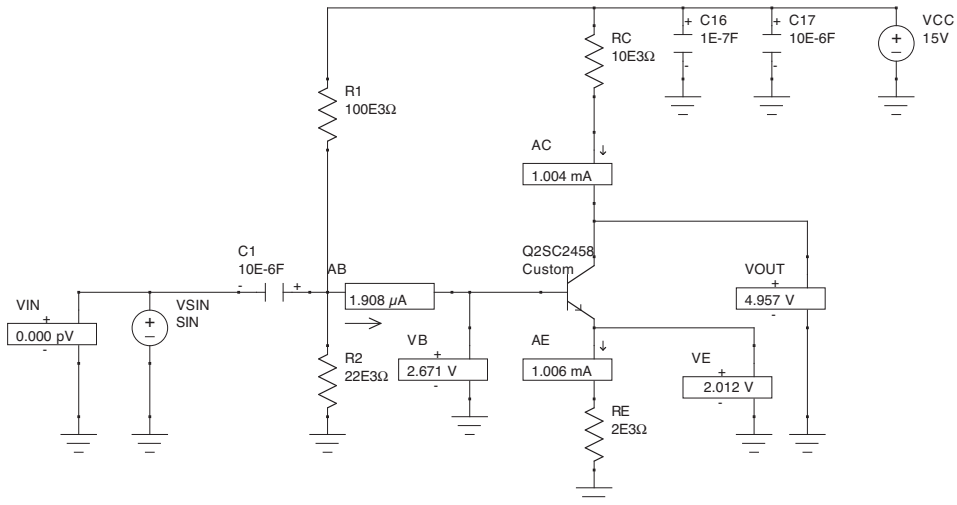 C16
+
1E-7F
-
C17
+
10E-6F
-
VCC
15V
+
−
RC
10E3Ω
R1
100E3Ω
AC
1.004 mA
Q2SC2458
Custom
C1
10E-6F
-
+
AB
1.908 µA
VIN
+
0.000 pV
-
VSIN
SIN
+
−
VOUT
+
4.957 V
-
R2
22E3Ω
VB
+
2.671 V
-
AE
1.006 mA
VE
+
2.012 V
-
RE
2E3Ω